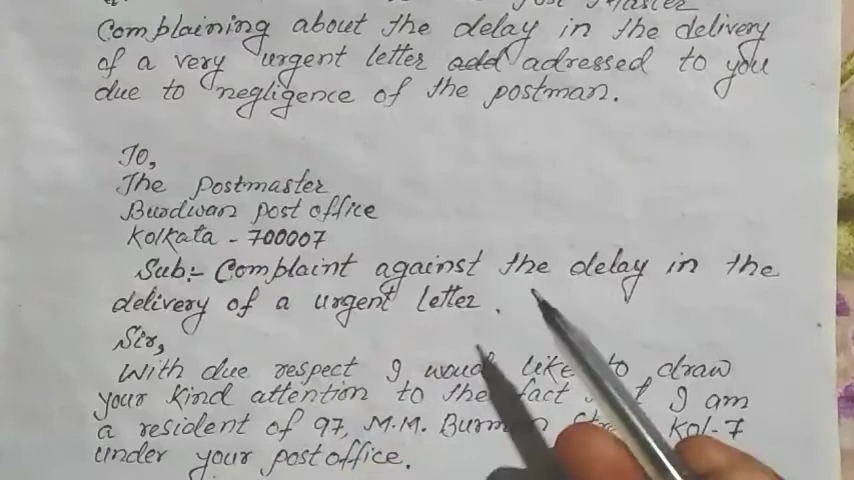 Complaining about the delay in the delivery
of a very urgent letter add adressed to you
due to negligence of the postman.
To,
The Postmaster
Burdwan post office
Kolkata - 700007
Sub:- Complaint against the delay in the
delivery of a urgent letter.
Sir,
With due respect I would like to draw
your kind attention to the fact I am
a resident of 97, M.M. Burman Kol-7
under your post office.